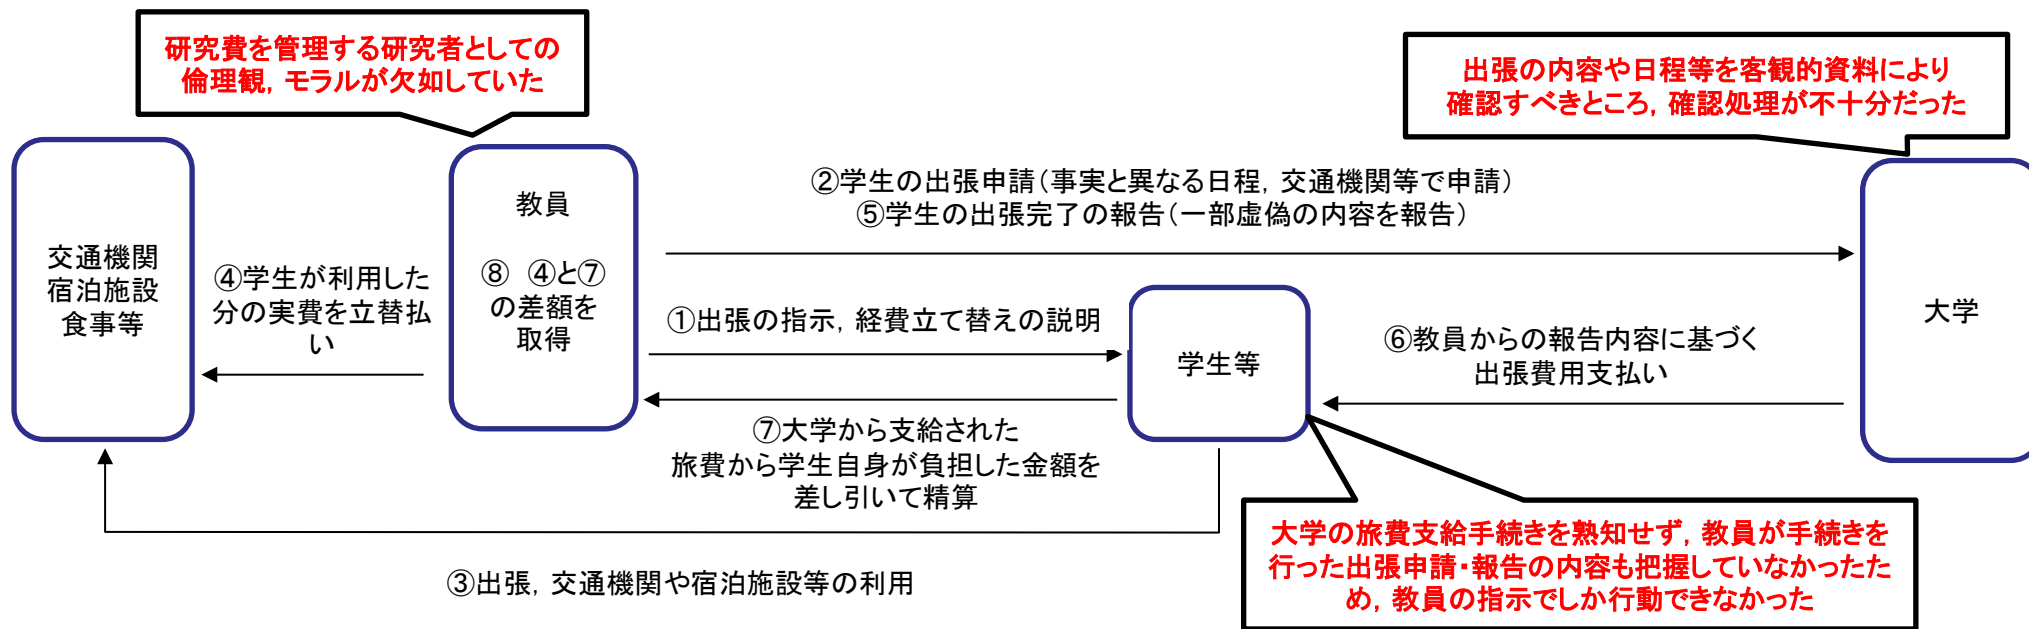 研究費を管理する研究者としての
倫理観，モラルが欠如していた
出張の内容や日程等を客観的資料により
確認すべきところ，確認処理が不十分だった
交通機関
宿泊施設
食事等
④学生が利用した
分の実費を立替払
い
教員
⑧　④と⑦
の差額を
取得
②学生の出張申請（事実と異なる日程，交通機関等で申請）
⑤学生の出張完了の報告（一部虚偽の内容を報告）
①出張の指示，経費立て替えの説明
学生等
⑥教員からの報告内容に基づく
出張費用支払い
大学
⑦大学から支給された
旅費から学生自身が負担した金額を
差し引いて精算
③出張，交通機関や宿泊施設等の利用
大学の旅費支給手続きを熟知せず，教員が手続きを
行った出張申請・報告の内容も把握していなかったた
め，教員の指示でしか行動できなかった